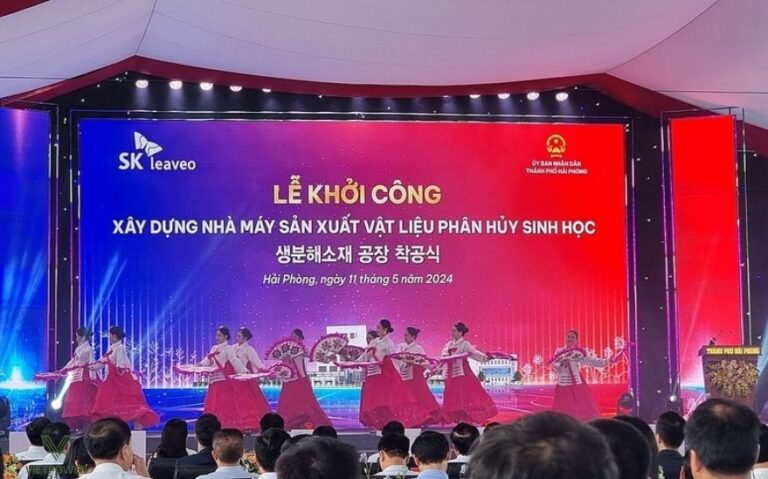 SK leaveo
ỦY BAN NHÂN DÂN
THÀNH PHỐ HẢI PHÒNG
LỄ KHỞI CÔNG
XÂY DỰNG NHÀ MÁY SẢN XUẤT VẬT LIỆU PHÂN HỦY SINH HỌC
생분해소재 공장 착공식
Hải Phòng, ngày 11 tháng 5 năm 2024
THÀNH PHỐ HẢI PHÒNG